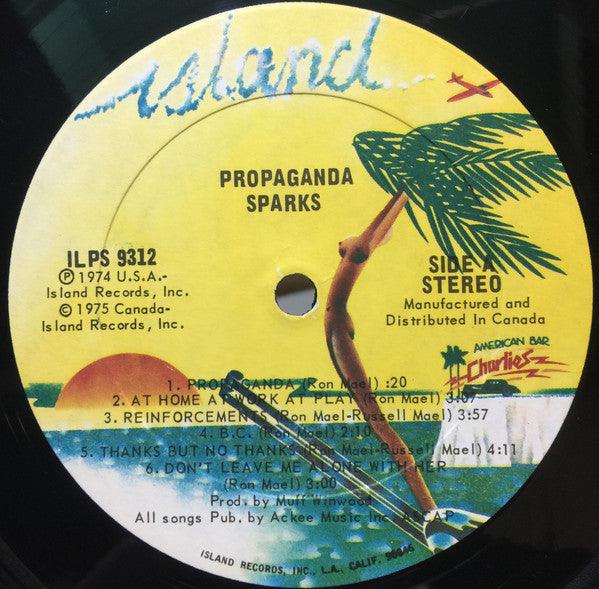 island
PROPAGANDA
SPARKS
ILPS 9312
Ⓟ 1974 U.S.A.-
Island Records, Inc.
© 1975 Canada-
Island Records, Inc.
SIDE A
STEREO
Manufactured and
Distributed In Canada
AMERICAN BAR
Charlies
1. PROPAGANDA (Ron Mael) :20
2. AT HOME AT WORK AT PLAY (Ron Mael) 3:07
3. REINFORCEMENTS (Ron Mael-Russell Mael) 3:57
4. B.C. (Ron Mael) 2:10
5. THANKS BUT NO THANKS (Ron Mael-Russell Mael) 4:11
6. DON'T LEAVE ME ALONE WITH HER
(Ron Mael) 3:00
Prod. by Muff Winwood
All songs Pub. by Ackee Music Inc. ASCAP
ISLAND RECORDS, INC., L.A., CALIF. 90046